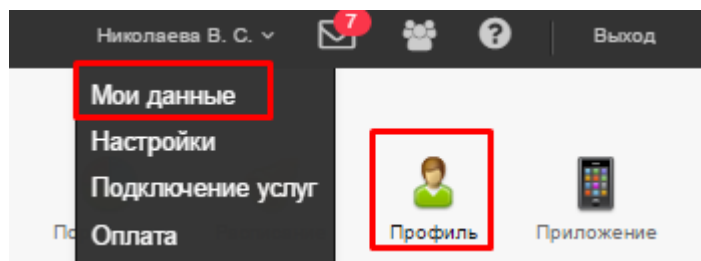 Николаева В. С.
7
?
Выход
Мои данные
Настройки
Подключение услуг
Оплата
Профиль
Приложение